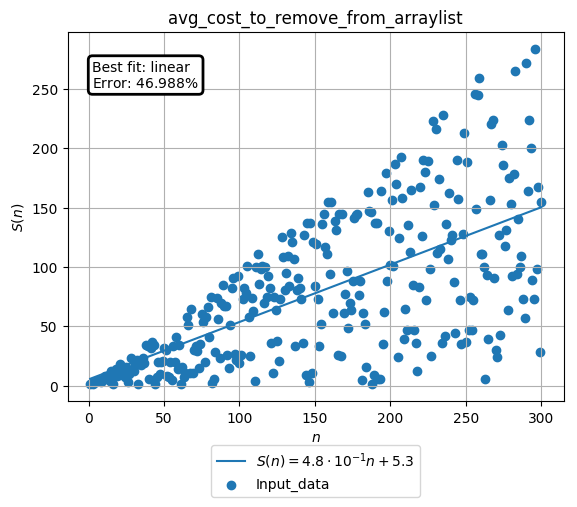 avg_cost_to_remove_from_arraylist
Best fit: linear
Error: 46.988%
250
200
150
100
50
0
S(n)
0 50 100 150 200 250 300
n
S(n) = 4.8 · 10⁻¹n + 5.3
Input_data